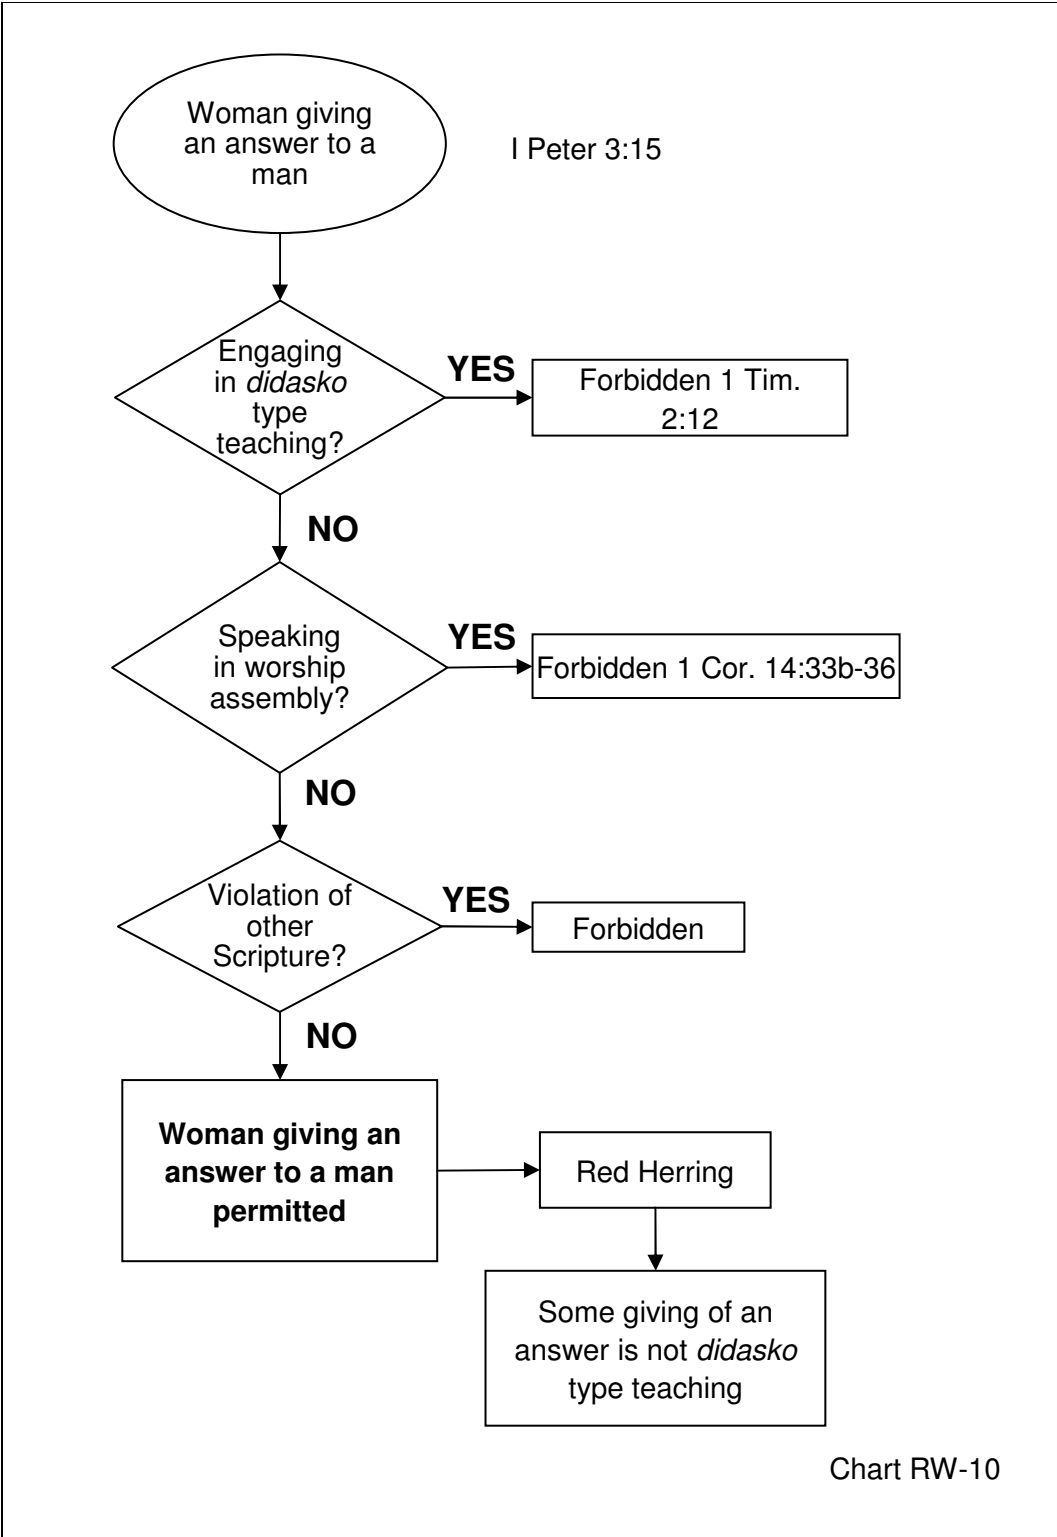 Woman giving
an answer to a
man
I Peter 3:15
Engaging
in didasko
type
teaching?
YES
Forbidden 1 Tim.
2:12
NO
Speaking
in worship
assembly?
YES
Forbidden 1 Cor. 14:33b-36
NO
Violation of
other
Scripture?
YES
Forbidden
NO
Woman giving an
answer to a man
permitted
Red Herring
Some giving of an
answer is not didasko
type teaching
Chart RW-10